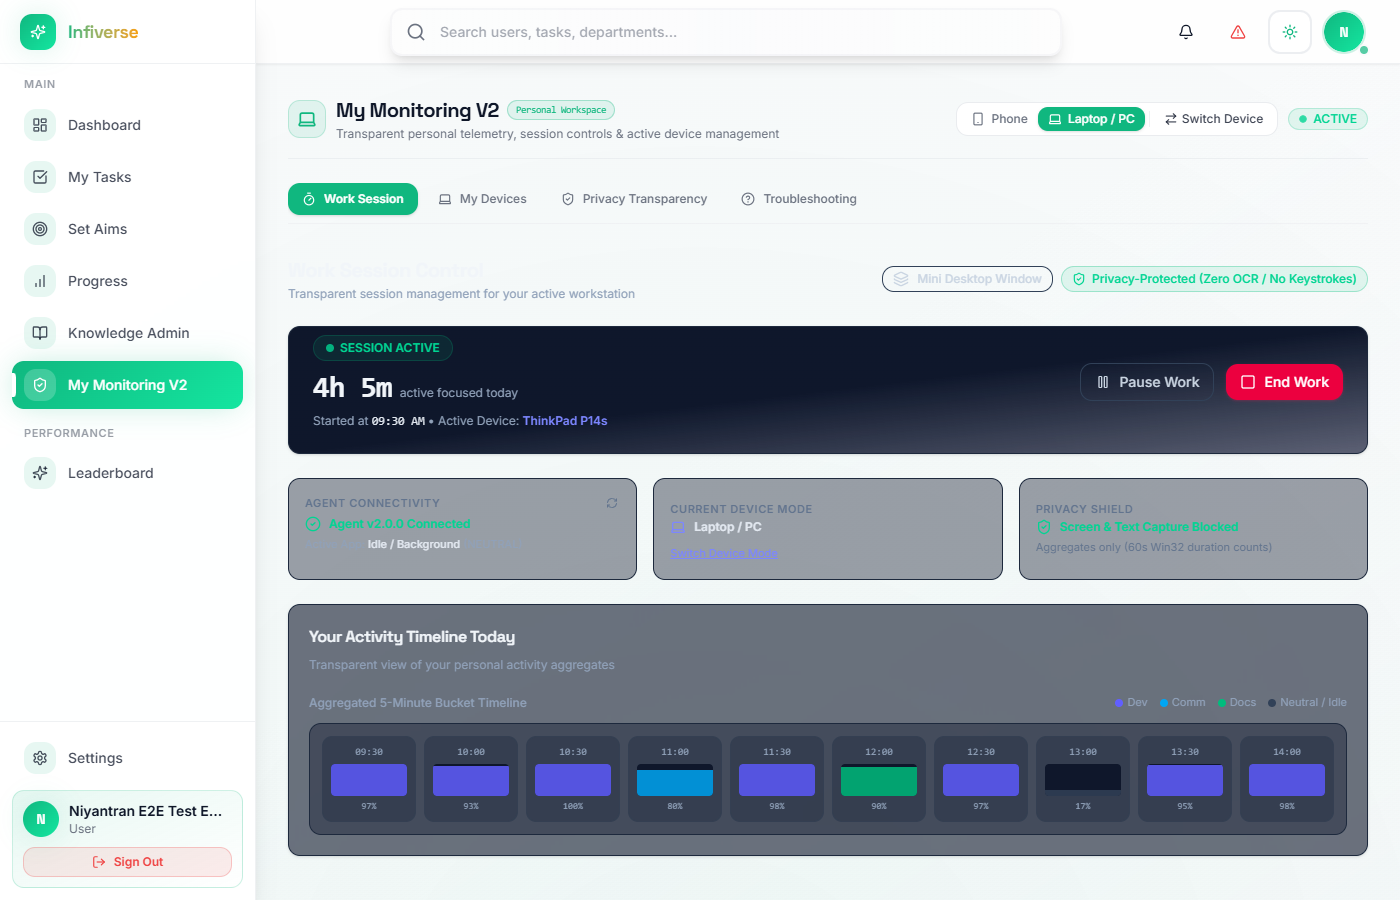 Infiverse
Search users, tasks, departments...
N
MAIN
Dashboard
My Tasks
Set Aims
Progress
Knowledge Admin
My Monitoring V2
PERFORMANCE
Leaderboard
Settings
N
Niyantran E2E Test E...
User
Sign Out
My Monitoring V2
Personal Workspace
Transparent personal telemetry, session controls & active device management
Phone
Laptop / PC
Switch Device
ACTIVE
Work Session
My Devices
Privacy Transparency
Troubleshooting
Work Session Control
Transparent session management for your active workstation
Mini Desktop Window
Privacy-Protected (Zero OCR / No Keystrokes)
SESSION ACTIVE
4h 5m active focused today
Started at 09:30 AM • Active Device: ThinkPad P14s
Pause Work
End Work
AGENT CONNECTIVITY
Agent v2.0.0 Connected
Idle / Background
CURRENT DEVICE MODE
Laptop / PC
Switch Device Mode
PRIVACY SHIELD
Screen & Text Capture Blocked
Aggregates only (60s Win32 duration counts)
Your Activity Timeline Today
Transparent view of your personal activity aggregates
Aggregated 5-Minute Bucket Timeline
Dev
Comm
Docs
Neutral / Idle
09:30
10:00
10:30
11:00
11:30
12:00
12:30
13:00
13:30
14:00
97%
93%
100%
80%
98%
90%
97%
17%
95%
98%